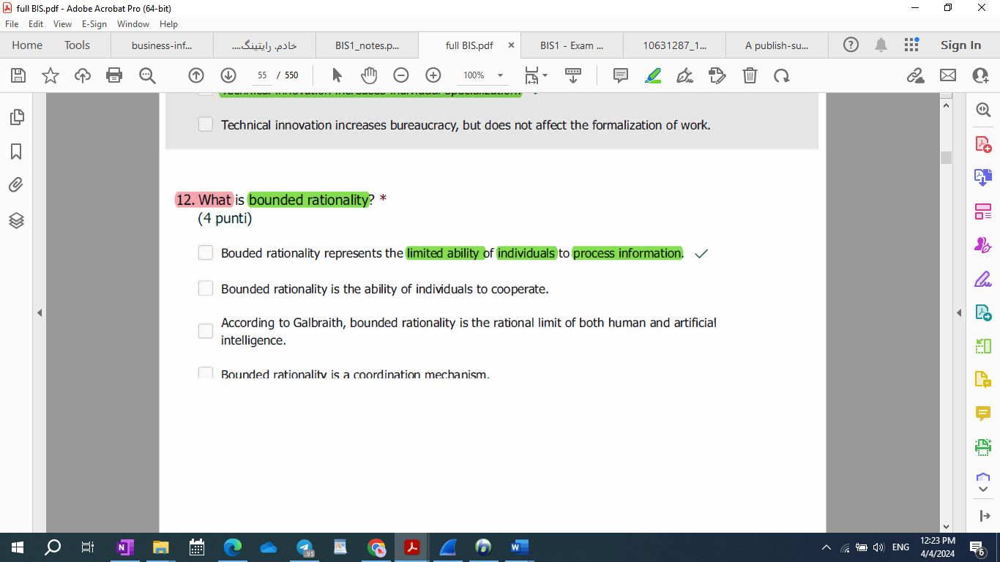 full BIS.pdf - Adobe Acrobat Pro (64-bit)
File Edit View E-Sign Window Help
Home Tools business-inf... خادم. رایتینگ.... BIS1_notes.p... full BIS.pdf × BIS1 - Exam ... 10631287_1... A publish-su... Sign In
55 / 550 100%
Technical innovation increases individual specialization.
Technical innovation increases bureaucracy, but does not affect the formalization of work.
12. What is bounded rationality? *
(4 punti)
Bouded rationality represents the limited ability of individuals to process information.
Bounded rationality is the ability of individuals to cooperate.
According to Galbraith, bounded rationality is the rational limit of both human and artificial
intelligence.
Bounded rationality is a coordination mechanism.
95
ENG
12:23 PM
4/4/2024
6